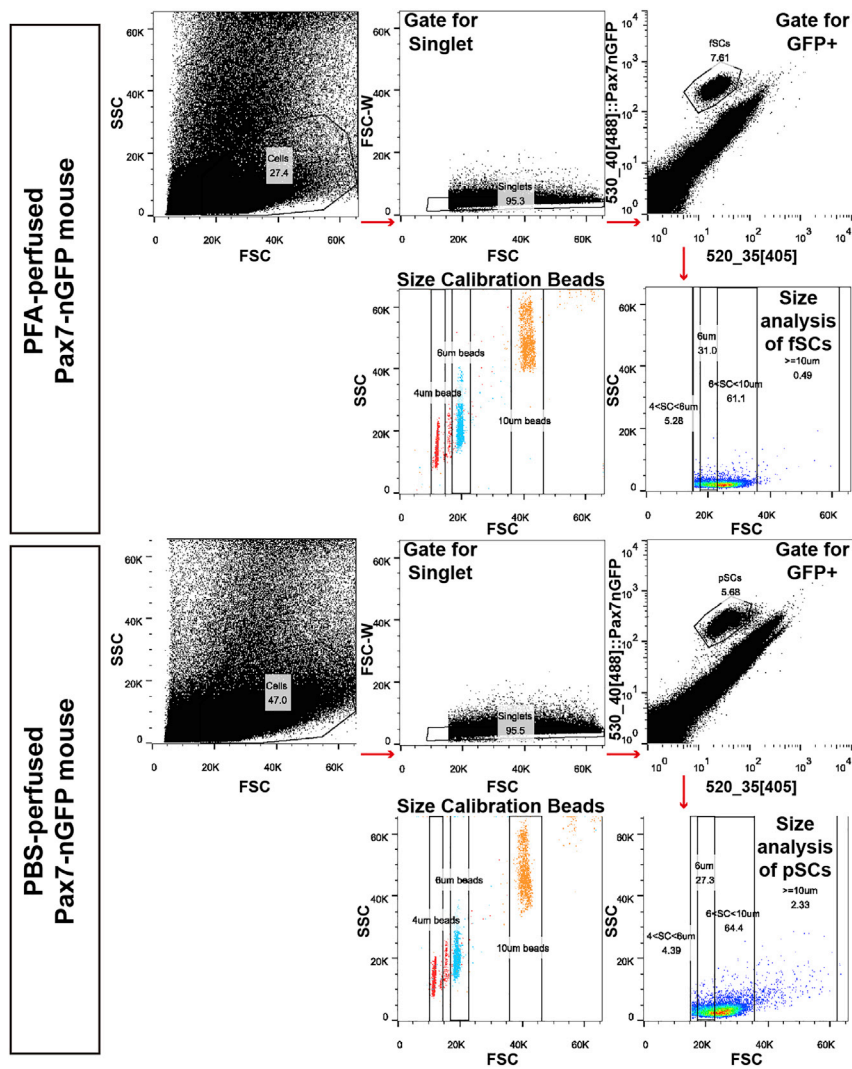 PFA-perfused
Pax7-nGFP mouse
SSC
60K
40K
20K
0
Cells
27.4
0
20K
40K
60K
FSC
Gate for
Singlet
FSC-W
60K
40K
20K
0
Singlets
95.3
0
20K
40K
60K
FSC
Gate for
GFP+
530_40[488]::Pax7nGFP
10^4
10^3
10^2
10^1
10^0
fSCs
7.61
10^0
10^1
10^2
10^3
10^4
520_35[405]
Size Calibration Beads
SSC
60K
40K
20K
0
6um beads
4um beads
10um beads
0
20K
40K
60K
FSC
Size
analysis
of fSCs
60K
40K
20K
0
6um
31.0
>=10um
0.49
6<SC<10um
61.1
4<SC<6um
5.28
0
20K
40K
60K
FSC
PBS-perfused
Pax7-nGFP mouse
SSC
60K
40K
20K
0
Cells
47.0
20K
40K
60K
FSC
Gate for
Singlet
FSC-W
60K
40K
20K
0
Singlets
95.5
0
20K
40K
60K
FSC
Gate for
GFP+
530_40[488]::Pax7nGFP
10^4
10^3
10^2
10^1
10^0
pSCs
5.68
10^0
10^1
10^2
10^3
10^4
520_35[405]
Size Calibration Beads
SSC
60K
40K
20K
0
6um beads
4um beads
10um beads
0
20K
40K
60K
FSC
Size
analysis
of pSCs
60K
40K
20K
0
6um
27.3
>=10um
2.33
6<SC<10um
64.4
4<SC<6um
4.39
0
20K
40K
60K
FSC